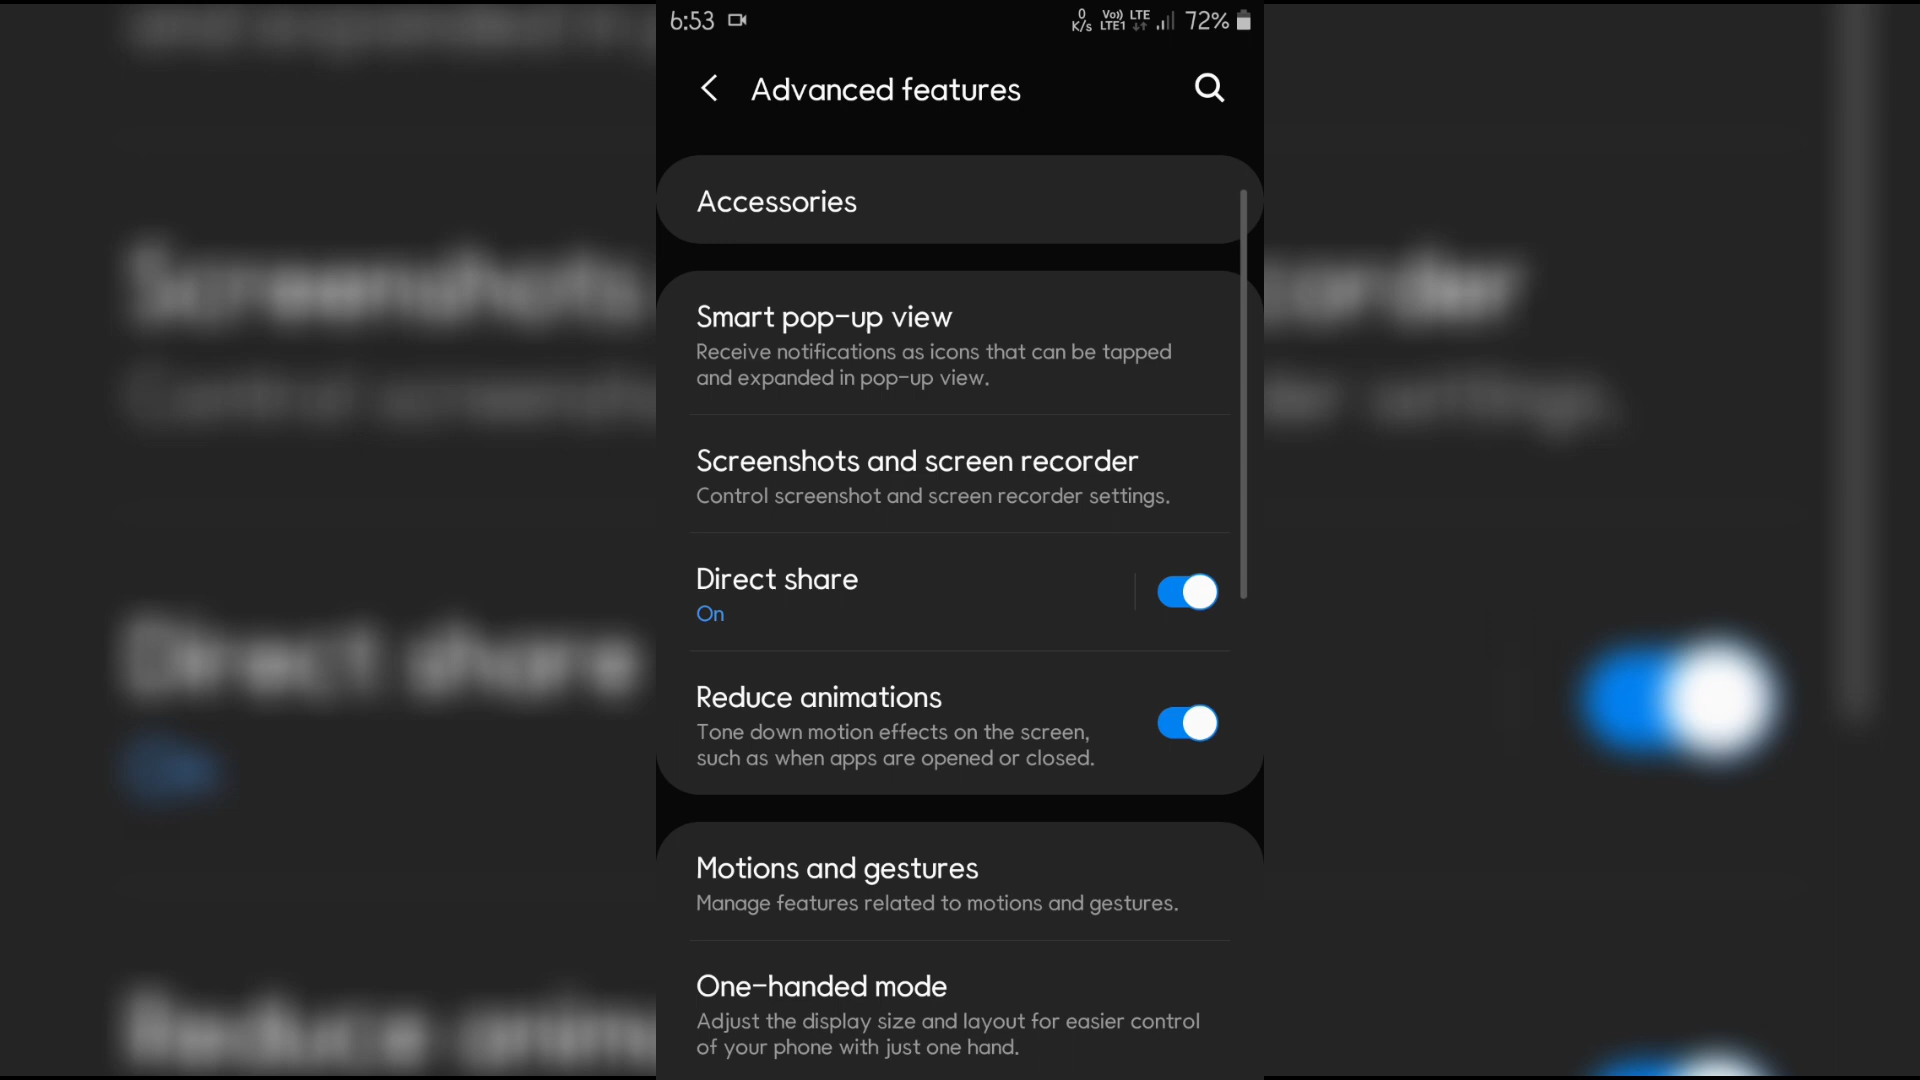 6:53
0 K/s Vo)) LTE1 LTE 72%
Advanced features
Accessories
Smart pop-up view
Receive notifications as icons that can be tapped
and expanded in pop-up view.
Screenshots and screen recorder
Control screenshot and screen recorder settings.
Direct share
On
Reduce animations
Tone down motion effects on the screen,
such as when apps are opened or closed.
Motions and gestures
Manage features related to motions and gestures.
One-handed mode
Adjust the display size and layout for easier control
of your phone with just one hand.